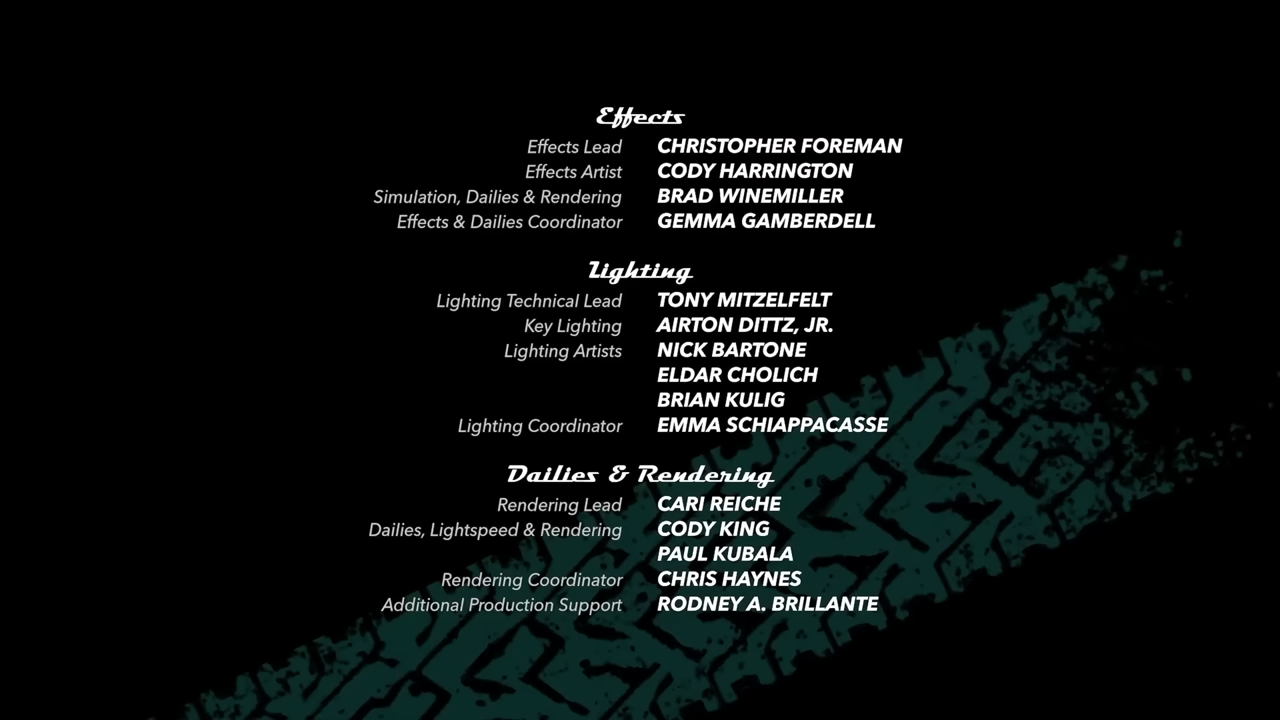 Effects
Effects Lead CHRISTOPHER FOREMAN
Effects Artist CODY HARRINGTON
Simulation, Dailies & Rendering BRAD WINEMILLER
Effects & Dailies Coordinator GEMMA GAMBERDELL
Lighting
Lighting Technical Lead TONY MITZELFELT
Key Lighting AIRTON DITTZ, JR.
Lighting Artists NICK BARTONE
ELDAR CHOLICH
BRIAN KULIG
Lighting Coordinator EMMA SCHIAPPACASSE
Dailies & Rendering
Rendering Lead CARI REICHE
Dailies, Lightspeed & Rendering CODY KING
PAUL KUBALA
Rendering Coordinator CHRIS HAYNES
Additional Production Support RODNEY A. BRILLANTE